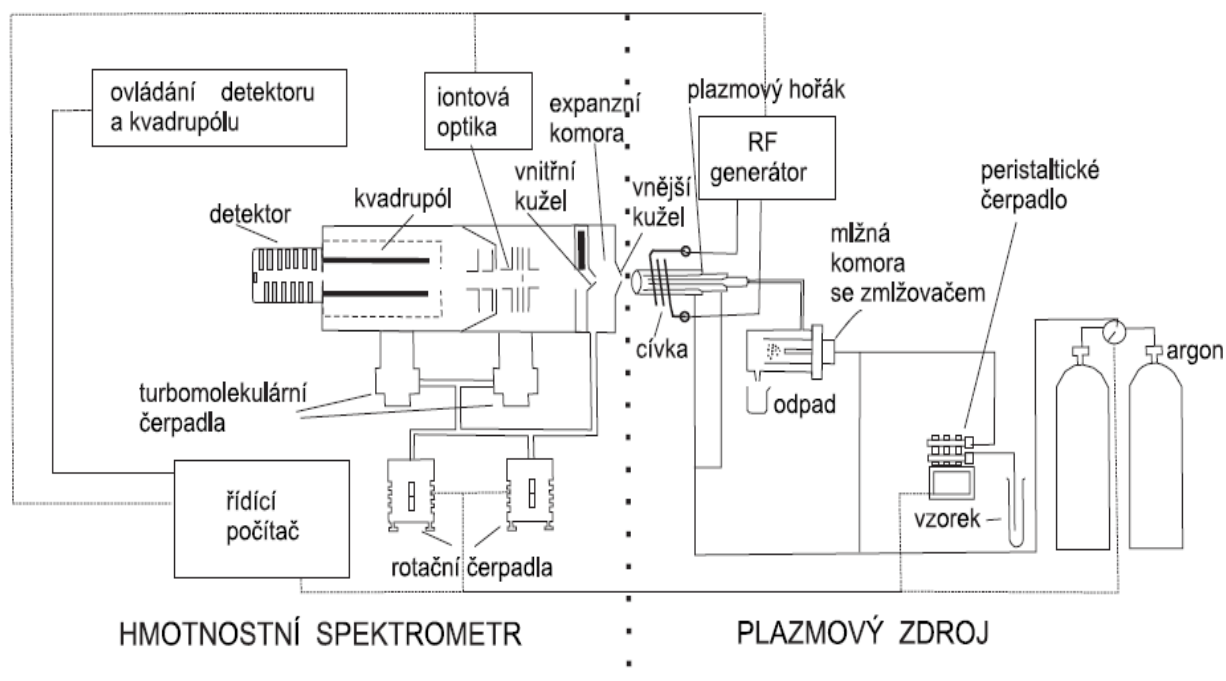 ovládání detektoru
a kvadrupólu
iontová
optika
expanzní
komora
plazmový hořák
RF
generátor
peristaltické
čerpadlo
vnitřní
kužel
vnější
kužel
detektor
kvadrupól
mlžná
komora
se zmlžovačem
cívka
argon
turbomolekulární
čerpadla
odpad
řídící
počítač
vzorek
rotační čerpadla
HMOTNOSTNÍ SPEKTROMETR
PLAZMOVÝ ZDROJ